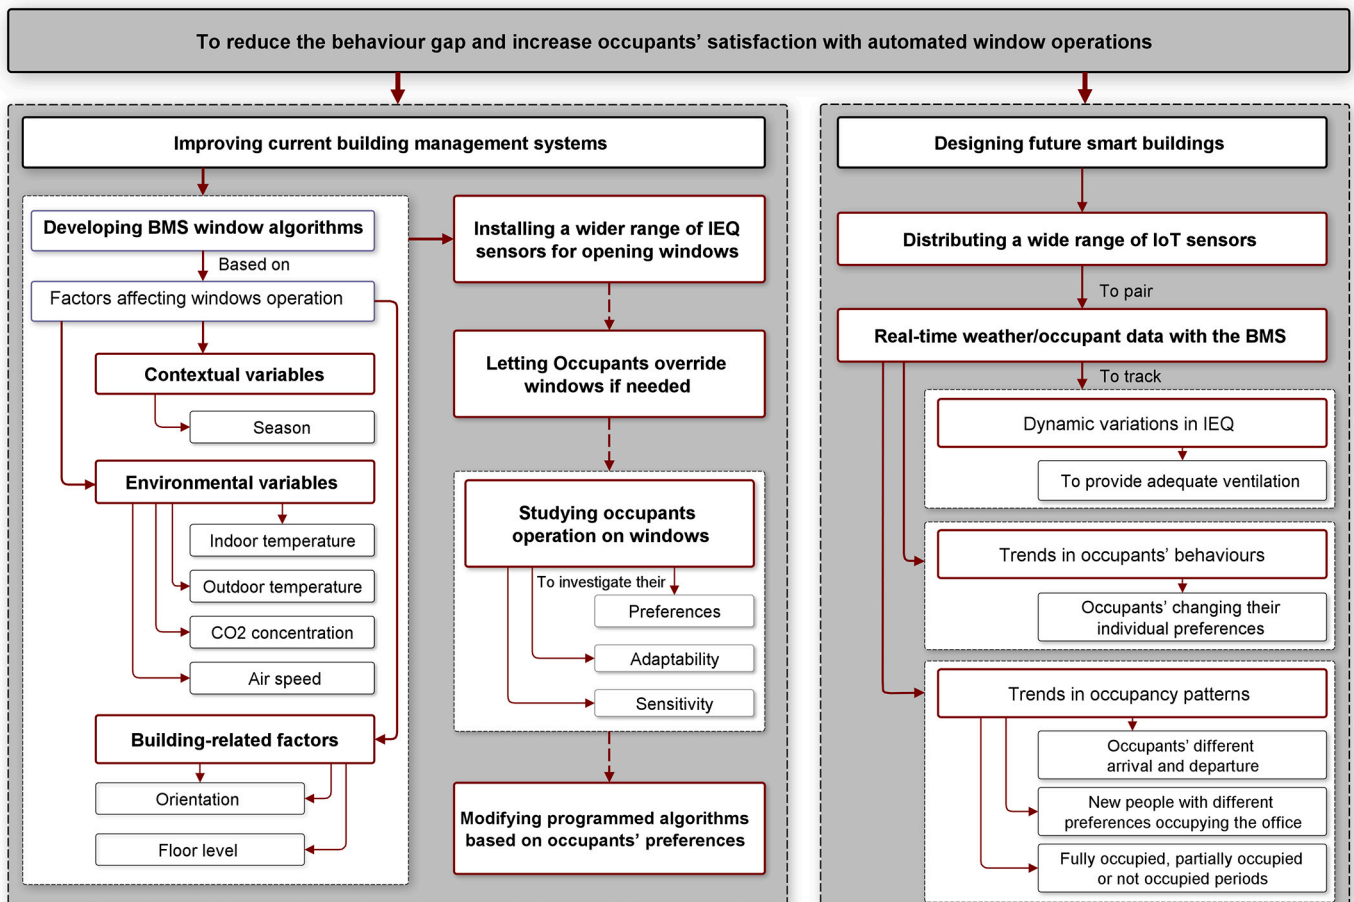 To reduce the behaviour gap and increase occupants’ satisfaction with automated window operations
Improving current building management systems
Developing BMS window algorithms
Based on
Factors affecting windows operation
Contextual variables
Season
Environmental variables
Indoor temperature
Outdoor temperature
CO2 concentration
Air speed
Building-related factors
Orientation
Floor level
Installing a wider range of IEQ
sensors for opening windows
Letting Occupants override
windows if needed
Studying occupants
operation on windows
To investigate their
Preferences
Adaptability
Sensitivity
Modifying programmed algorithms
based on occupants’ preferences
Designing future smart buildings
Distributing a wide range of IoT sensors
To pair
Real-time weather/occupant data with the BMS
To track
Dynamic variations in IEQ
To provide adequate ventilation
Trends in occupants’ behaviours
Occupants’ changing their
individual preferences
Trends in occupancy patterns
Occupants’ different
arrival and departure
New people with different
preferences occupying the office
Fully occupied, partially occupied
or not occupied periods